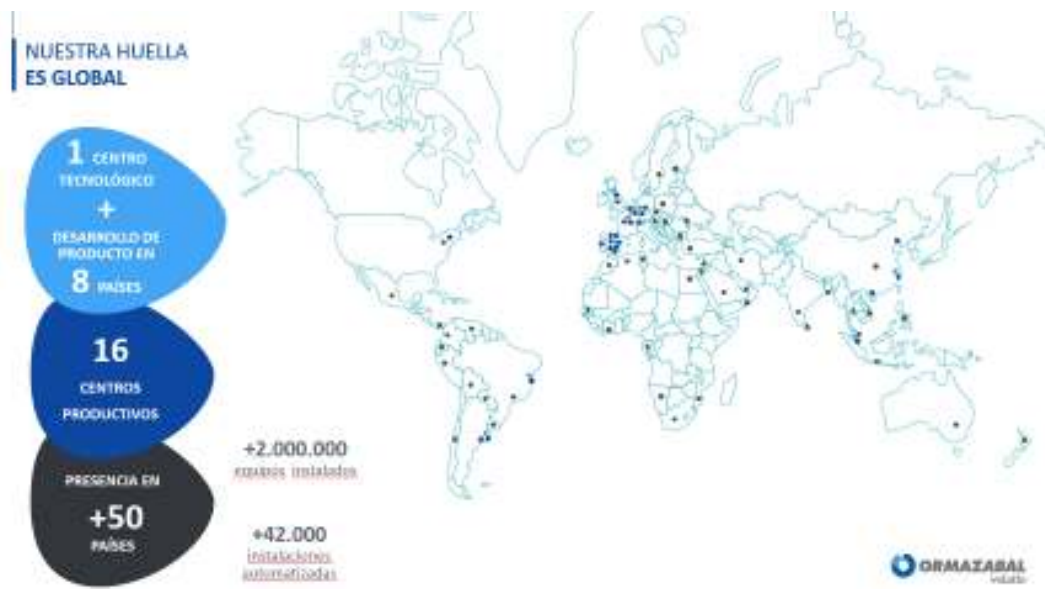 NUESTRA HUELLA
ES GLOBAL
1 CENTRO
TECNOLÓGICO
+
DESARROLLO DE
PRODUCTO EN
8 PAÍSES
16
CENTROS
PRODUCTIVOS
PRESENCIA EN
+50
PAÍSES
+2.000.000
equipos instalados
+42.000
instalaciones
automatizadas
ORMAZABAL
velatia